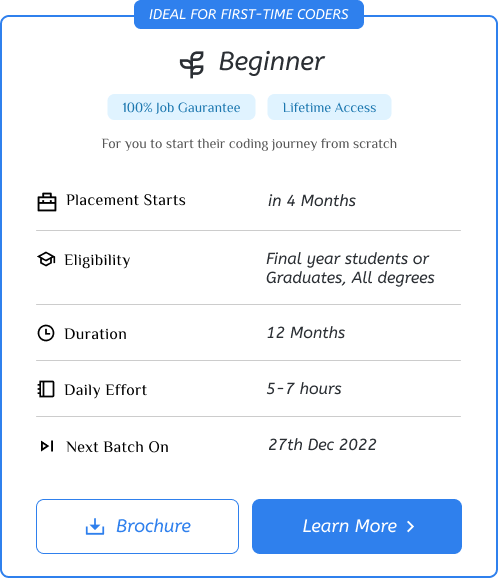 IDEAL FOR FIRST-TIME CODERS
Beginner
100% Job Gaurantee Lifetime Access
For you to start their coding journey from scratch
Placement Starts in 4 Months
Eligibility Final year students or
Graduates, All degrees
Duration 12 Months
Daily Effort 5-7 hours
Next Batch On 27th Dec 2022
Brochure Learn More